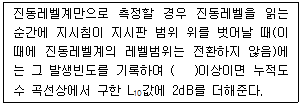 진동레벨계만으로 측정할 경우 진동레벨을 읽는
순간에 지시침이 지시판 범위 위를 벗어날 때(이
때에 진동레벨계의 레벨범위는 전환하지 않음)에
는 그 발생빈도를 기록하여 (  )이상이면 누적도
수 곡선상에서 구한 L10값에 2dB를 더해준다.